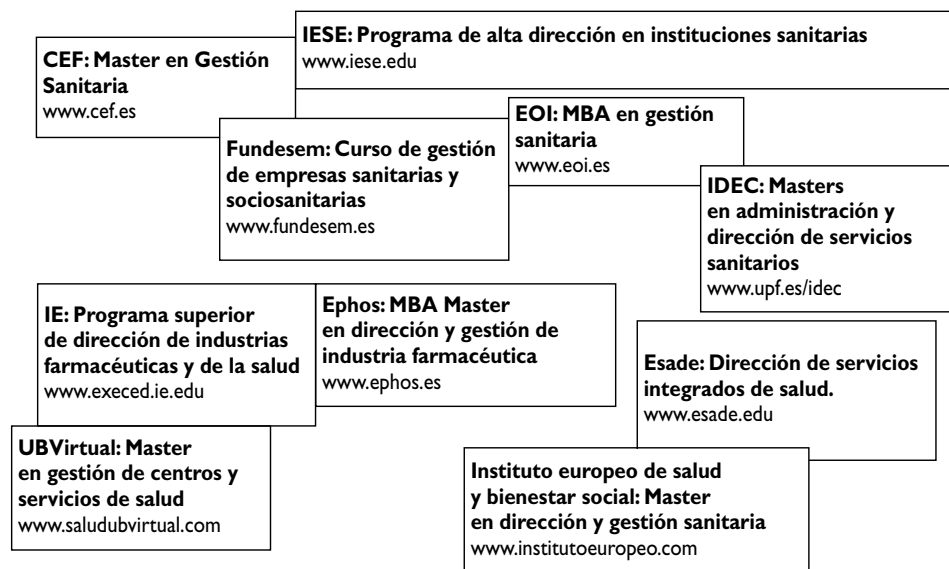 IESE: Programa de alta dirección en instituciones sanitarias
www.iese.edu
CEF: Master en Gestión
Sanitaria
www.cef.es
EOI: MBA en gestión
sanitaria
www.eoi.es
Fundesem: Curso de gestión
de empresas sanitarias y
sociosanitarias
www.fundesem.es
IDEC: Masters
en administración y
dirección de servicios
sanitarios
www.upf.es/idec
IE: Programa superior
de dirección de industrias
farmacéuticas y de la salud
www.execed.ie.edu
Ephos: MBA Master
en dirección y gestión de
industria farmacéutica
www.ephos.es
Esade: Dirección de servicios
integrados de salud.
www.esade.edu
UBVirtual: Master
en gestión de centros y
servicios de salud
www.saludubvirtual.com
Instituto europeo de salud
y bienestar social: Master
en dirección y gestión sanitaria
www.institutoeuropeo.com